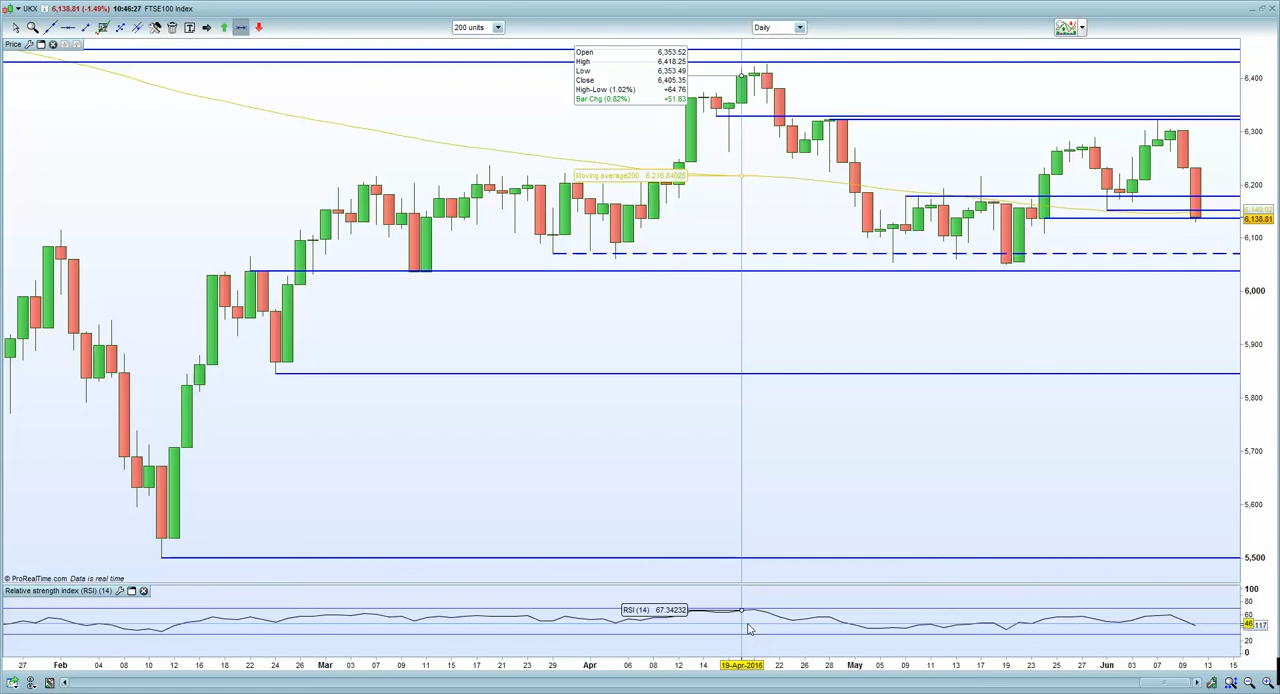 UKX 6,138.81 (-1.49%) 10:46:27 FTSE100 Index
200 units
Daily
Price
Open 6,353.52
High 6,418.25
Low 6,353.49
Close 6,405.35
High-Low (1.02%) +64.76
Bar Chg (0.82%) +51.83
6,400
6,300
Moving average200 6,216.84025
6,200
6,138.81
6,100
6,000
5,900
5,800
5,700
5,600
5,500
© ProRealTime.com Data is real time
Relative strength index (RSI) (14)
100
80
RSI (14) 67.34232
60
46 117
20
0
27 Feb 04 08 10 12 16 18 22 24 26 Mar 03 09 11 15 17 21 23 29 Apr 06 08 12 14 19-Apr-2016 22 26 28 May 05 09 11 13 17 19 23 25 27 Jun 03 07 09 13 15